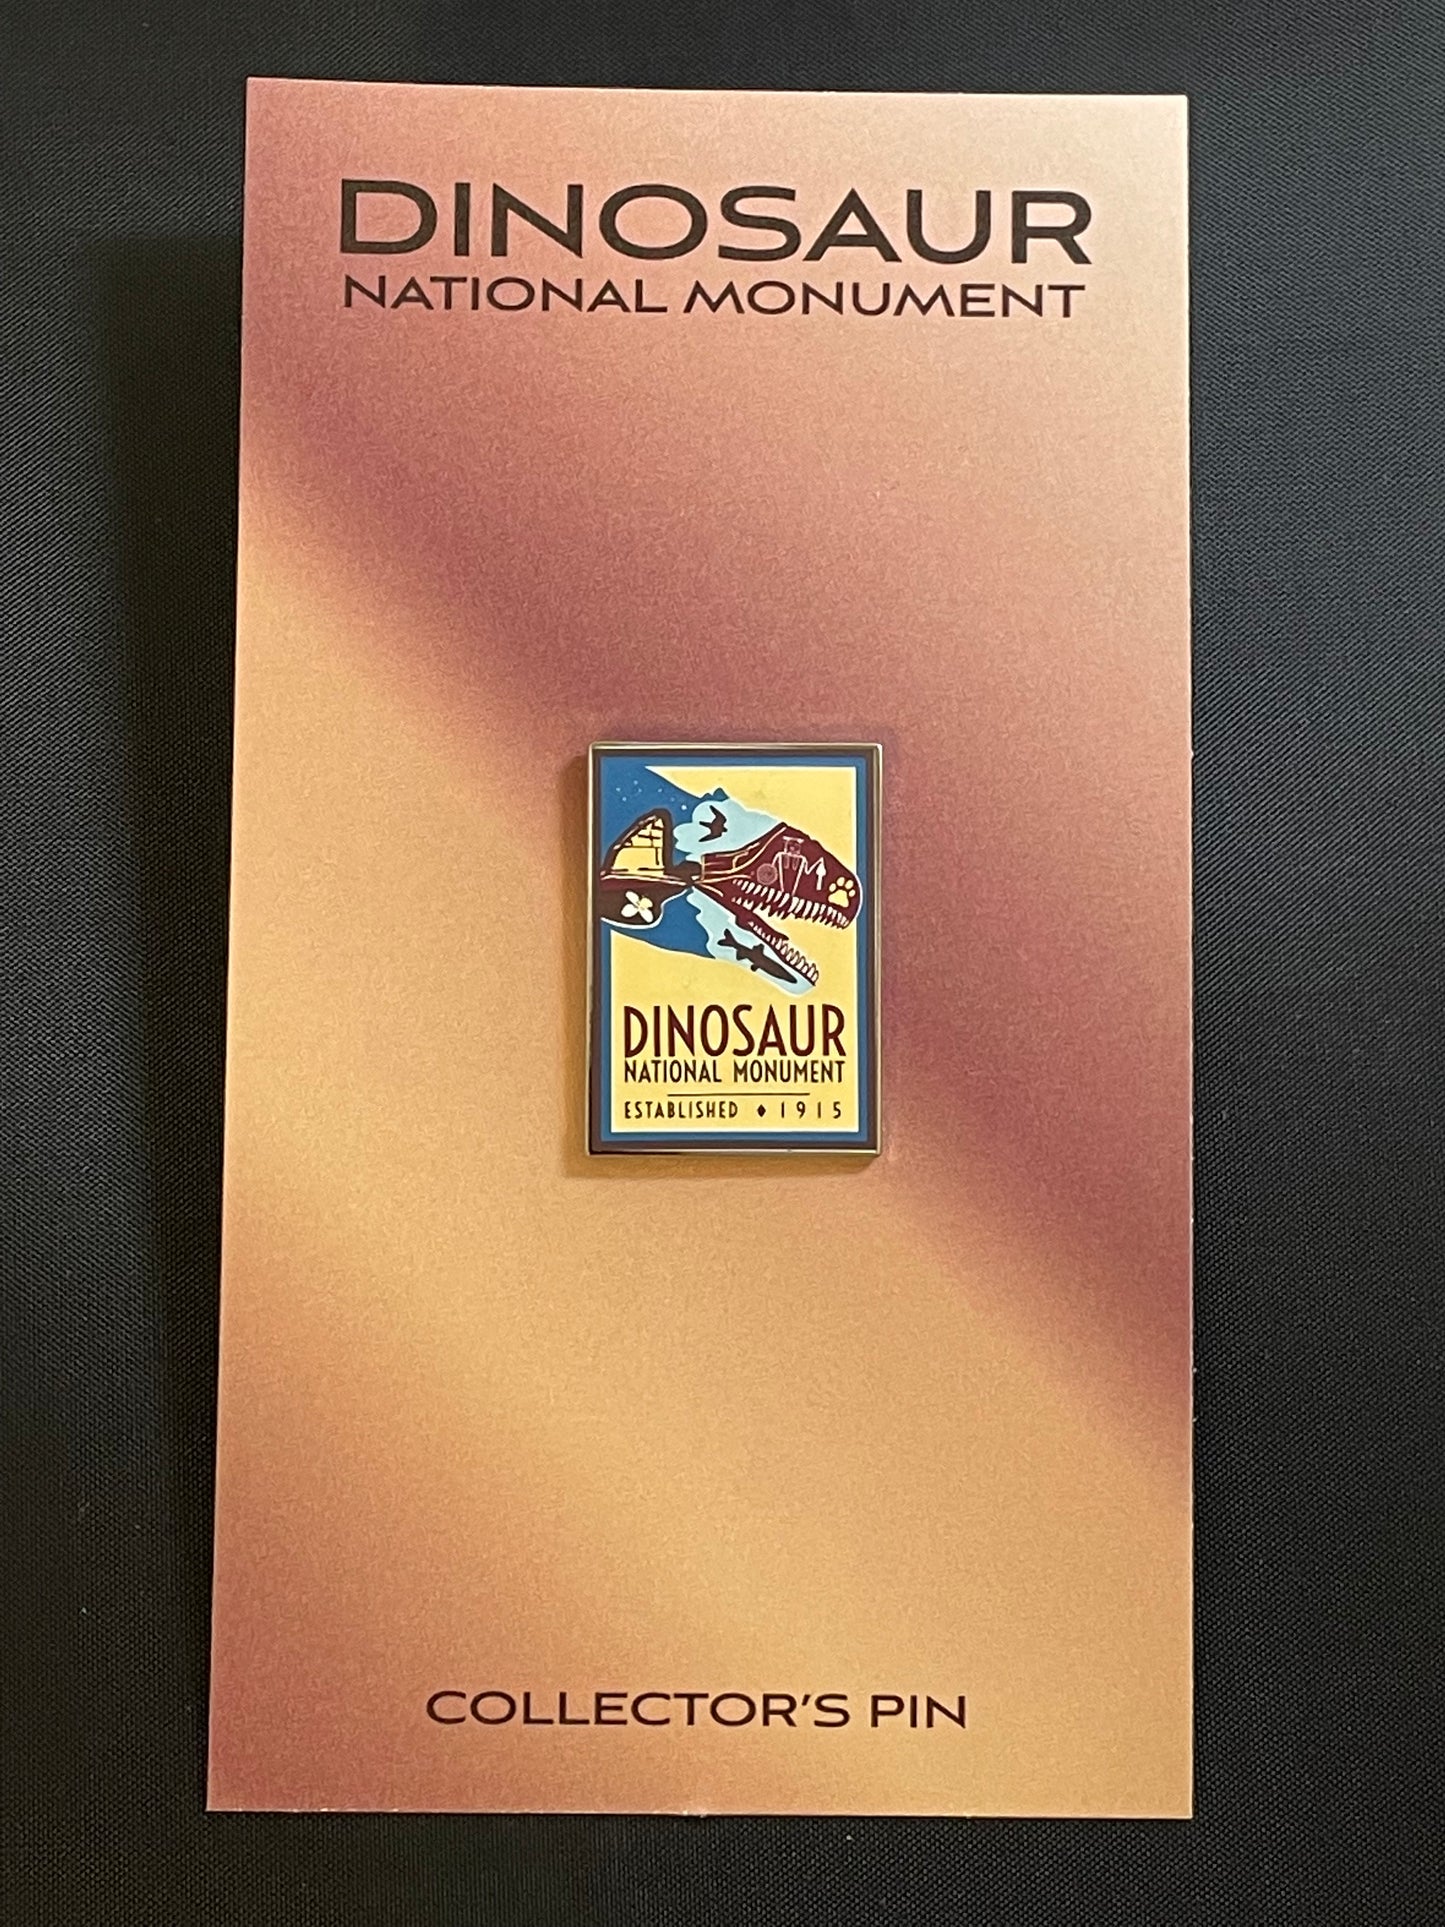 DINOSAUR
NATIONAL MONUMENT
DINOSAUR
NATIONAL MONUMENT
ESTABLISHED ♦ 1915
COLLECTOR'S PIN